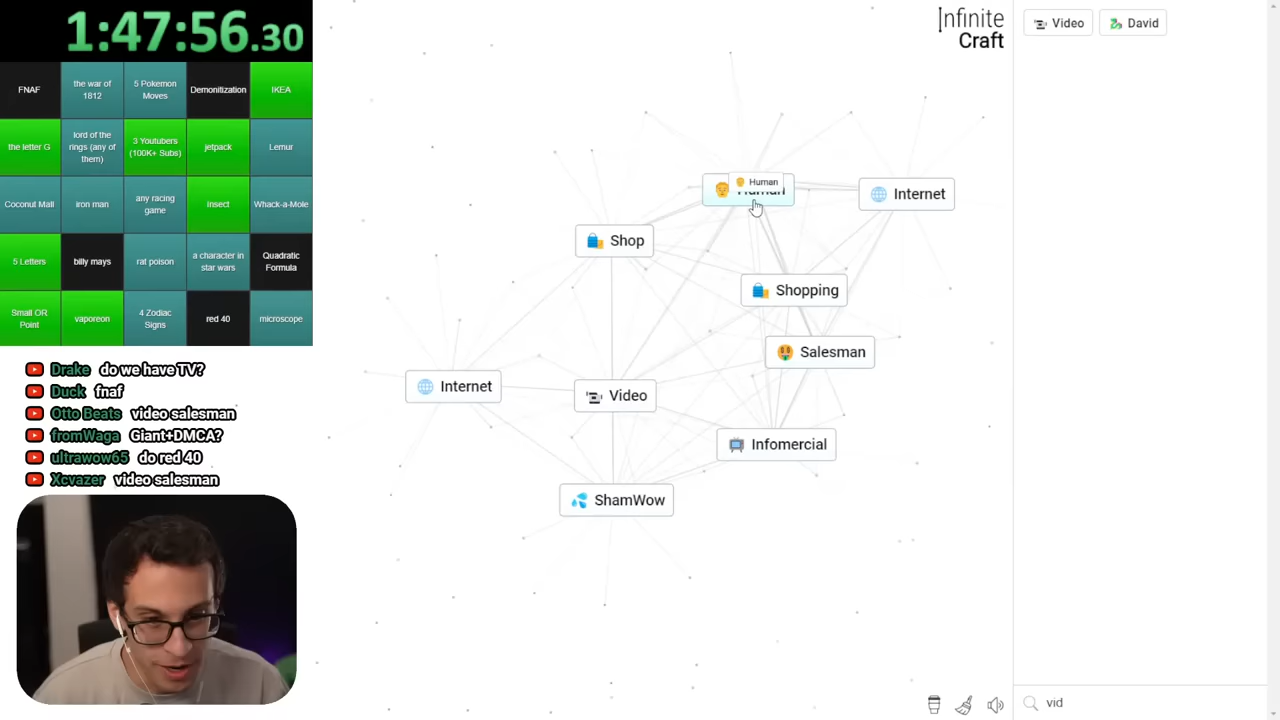 1:47:56.30
FNAF
the war of
1812
5 Pokemon
Moves
Demonitization
IKEA
the letter G
lord of the
rings (any of
them)
3 Youtubers
(100K+ Subs)
jetpack
Lemur
Coconut Mall
iron man
any racing
game
Insect
Whack-a-Mole
5 Letters
billy mays
rat poison
a character in
star wars
Quadratic
Formula
Small OR
Point
vaporeon
4 Zodiac
Signs
red 40
microscope
Drake do we have TV?
Duck fnaf
Otto Beats video salesman
fromWaga Giant+DMCA?
ultrawow65 do red 40
Xcvazer video salesman
Infinite
Craft
Human
Human
Internet
Shop
Shopping
Salesman
Internet
Video
Infomercial
ShamWow
Video
David
vid